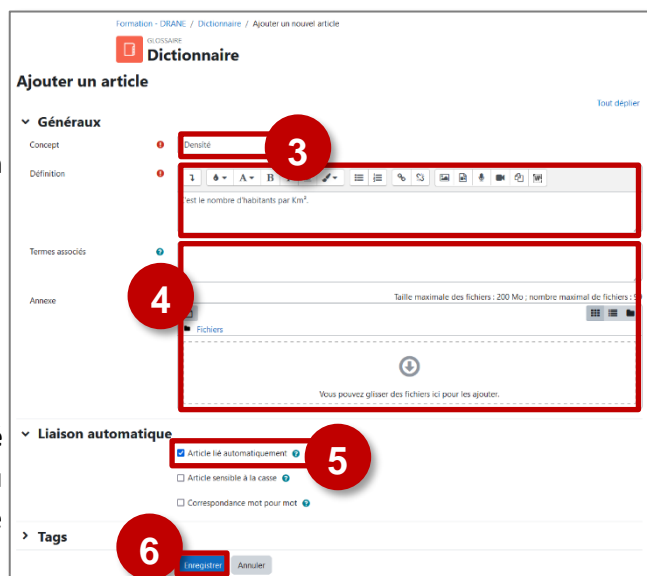 Formation - DRANE / Dictionnaire / Ajouter un nouvel article
GLOSSAIRE
Dictionnaire
Ajouter un article
Tout déplier
Généraux
Concept
Densité
3
Définition
A
B
'est le nombre d'habitants par Km².
Termes associés
4
Annexe
Taille maximale des fichiers : 200 Mo ; nombre maximal de fichiers :
Fichiers
Vous pouvez glisser des fichiers ici pour les ajouter.
Liaison automatique
Article lié automatiquement
5
Article sensible à la casse
Correspondance mot pour mot
Tags
6
Enregistrer Annuler